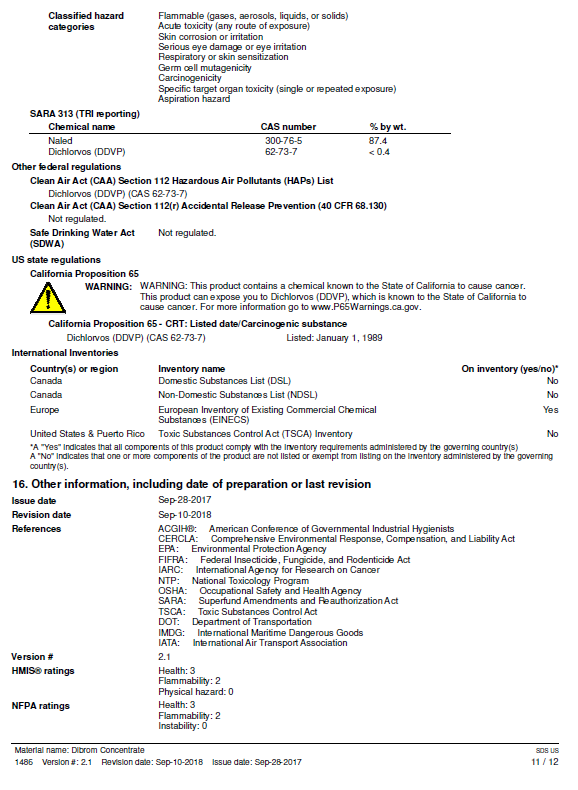 Classified hazard Flammable (gases, aerosols, liquids, or solids)
categories Acute toxicity (any route of exposure)
Skin corrosion or irritation
Serious eye damage or eye irritation
Respiratory or skin sensitization
Germ cell mutagenicity
Carcinogenicity
Specific target organ toxicity (single or repeated exposure)
Aspiration hazard
SARA 313 (TRI reporting)
Chemical name CAS number % by wt.
Naled 300-76-5 87.4
Dichlorvos (DDVP) 62-73-7 < 0.4
Other federal regulations
Clean Air Act (CAA) Section 112 Hazardous Air Pollutants (HAPs) List
Dichlorvos (DDVP) (CAS 62-73-7)
Clean Air Act (CAA) Section 112(r) Accidental Release Prevention (40 CFR 68.130)
Not regulated.
Safe Drinking Water Act Not regulated.
(SDWA)
US state regulations
California Proposition 65
WARNING: WARNING: This product contains a chemical known to the State of California to cause cancer.
This product can expose you to Dichlorvos (DDVP), which is known to the State of California to
cause cancer. For more information go to www.P65Warnings.ca.gov.
California Proposition 65 - CRT: Listed date/Carcinogenic substance
Dichlorvos (DDVP) (CAS 62-73-7) Listed: January 1, 1989
International Inventories
Country(s) or region Inventory name On inventory (yes/no)*
Canada Domestic Substances List (DSL) No
Canada Non-Domestic Substances List (NDSL) No
Europe European Inventory of Existing Commercial Chemical Yes
Substances (EINECS)
United States & Puerto Rico Toxic Substances Control Act (TSCA) Inventory No
*A "Yes" indicates that all components of this product comply with the inventory requirements administered by the governing country(s)
A "No" indicates that one or more components of the product are not listed or exempt from listing on the inventory administered by the governing
country(s).
16. Other information, including date of preparation or last revision
Issue date Sep-28-2017
Revision date Sep-10-2018
References ACGIH®: American Conference of Governmental Industrial Hygienists
CERCLA: Comprehensive Environmental Response, Compensation, and Liability Act
EPA: Environmental Protection Agency
FIFRA: Federal Insecticide, Fungicide, and Rodenticide Act
IARC: International Agency for Research on Cancer
NTP: National Toxicology Program
OSHA: Occupational Safety and Health Agency
SARA: Superfund Amendments and Reauthorization Act
TSCA: Toxic Substances Control Act
DOT: Department of Transportation
IMDG: International Maritime Dangerous Goods
IATA: International Air Transport Association
Version # 2.1
HMIS® ratings Health: 3
Flammability: 2
Physical hazard: 0
NFPA ratings Health: 3
Flammability: 2
Instability: 0
Material name: Dibrom Concentrate SDS US
1486 Version #: 2.1 Revision date: Sep-10-2018 Issue date: Sep-28-2017 11 / 12